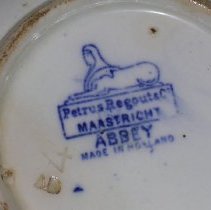 Petrus Regout & Co
MAASTRICHT
ABBEY
MADE IN HOLLAND